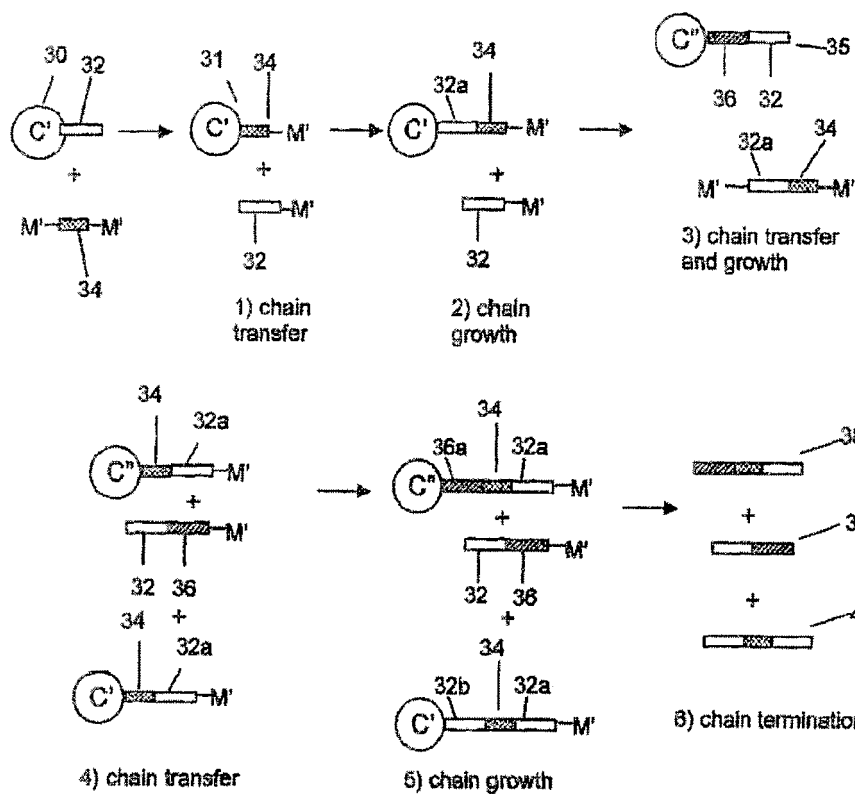 30 32
C'
+
M' M'
34
31 34
C' M'
+
M'
32
1) chain
transfer
34
32a
C' M'
+
M'
32
2) chain
growth
C" 35
36 32
32a 34
M' M'
3) chain transfer
and growth
34
32a
C" M'
+
M'
32 36
34 +
32a
C' M'
4) chain transfer
34
36a 32a
C" M'
+
M'
32 36
+
34
32b 32a
C' M'
5) chain growth
+
+
6) chain termination